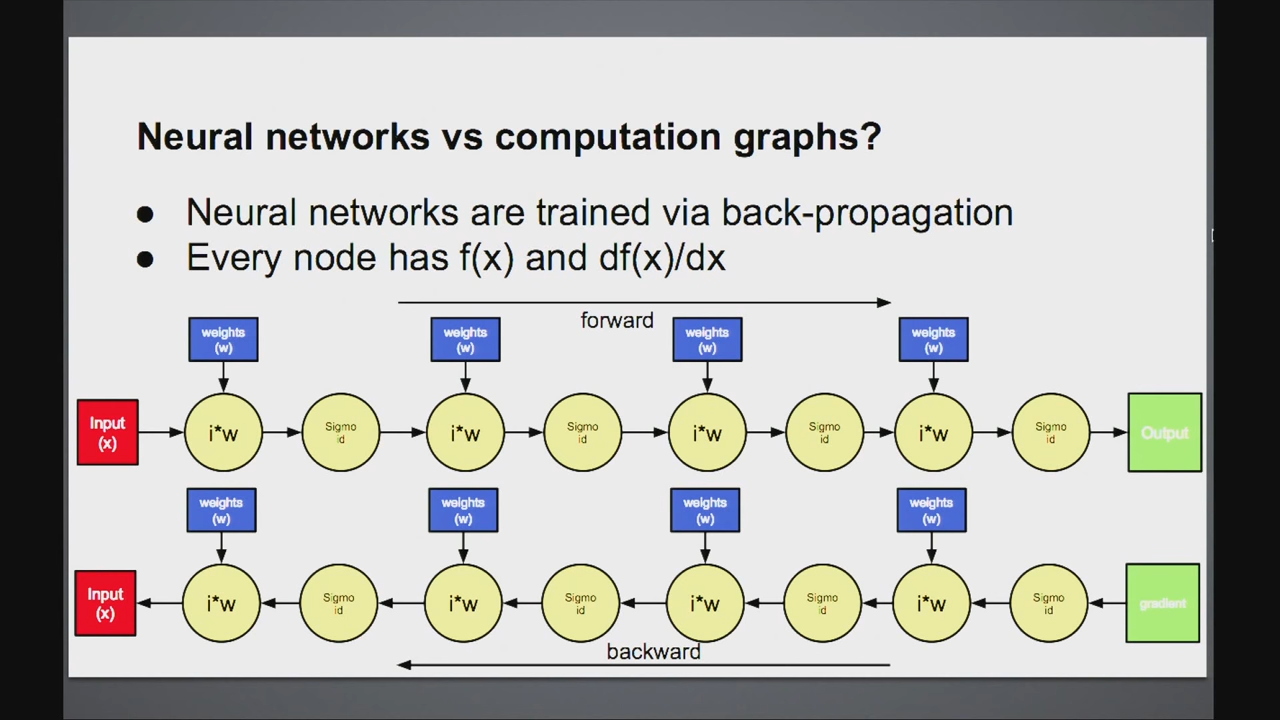 Neural networks vs computation graphs?
● Neural networks are trained via back-propagation
● Every node has f(x) and df(x)/dx
forward
weights
(w)
weights
(w)
weights
(w)
weights
(w)
Input
(x)
i*w
Sigmo
id
i*w
Sigmo
id
i*w
Sigmo
id
i*w
Sigmo
id
Output
weights
(w)
weights
(w)
weights
(w)
weights
(w)
Input
(x)
i*w
Sigmo
id
i*w
Sigmo
id
i*w
Sigmo
id
i*w
Sigmo
id
gradient
backward